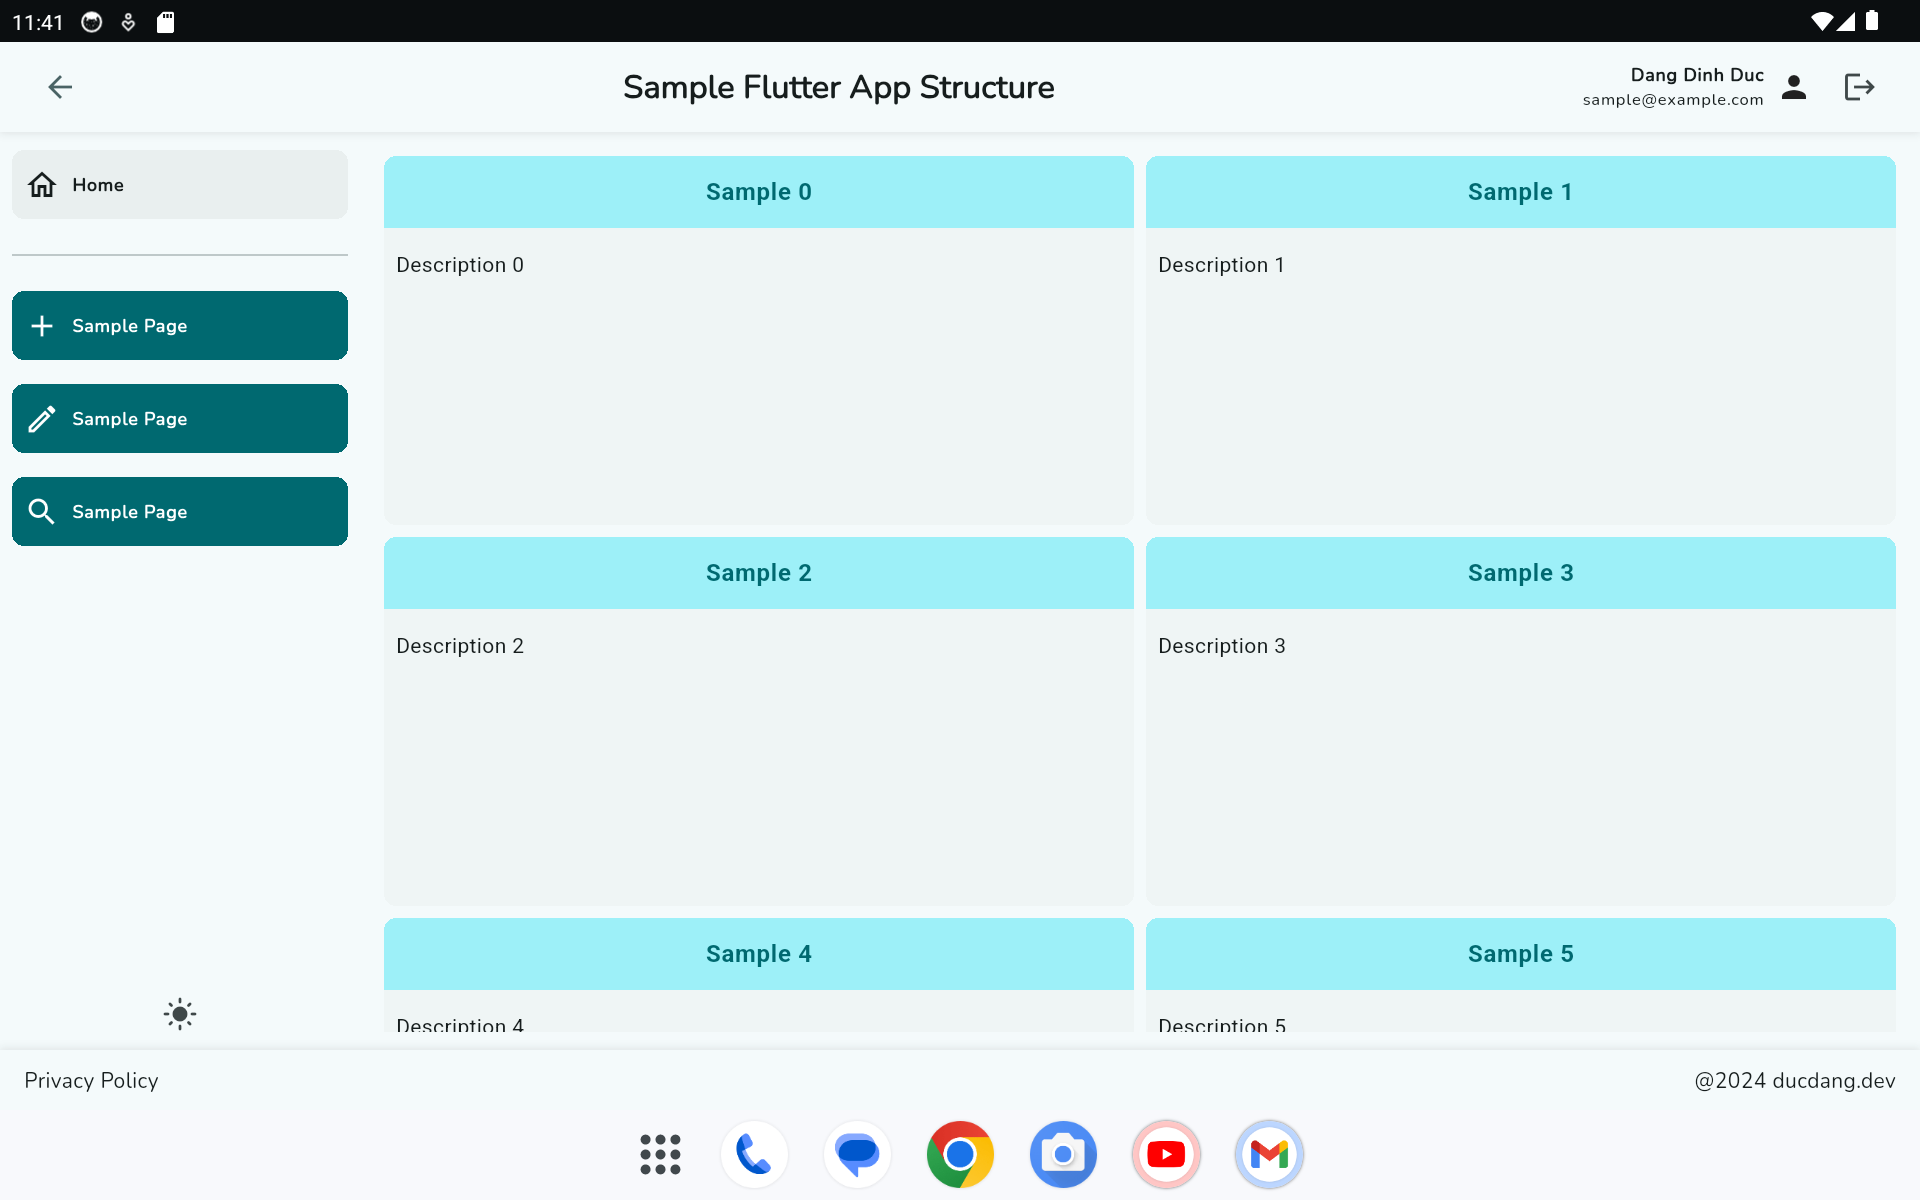 11:41
Sample Flutter App Structure
Dang Dinh Duc
sample@example.com
Home
Sample Page
Sample Page
Sample Page
Sample 0
Sample 1
Description 0
Description 1
Sample 2
Sample 3
Description 2
Description 3
Sample 4
Sample 5
Description 4
Description 5
Privacy Policy
@2024 ducdang.dev